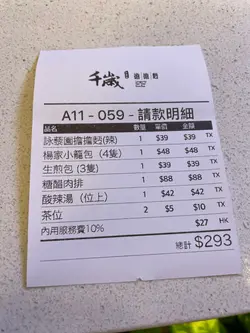 千歲
A11 - 059 - 請款明細
品名 數量 單價 金額
詠藜園擔擔麵(辣) 1 $39 $39 TX
楊家小籠包（4隻） 1 $48 $48 TX
生煎包 (3隻) 1 $39 $39 TX
糖醋肉排 1 $88 $88 TX
酸辣湯（位上） 1 $42 $42 TX
茶位 2 $5 $10 TX
內用服務費10% $27 HK
總計 $293